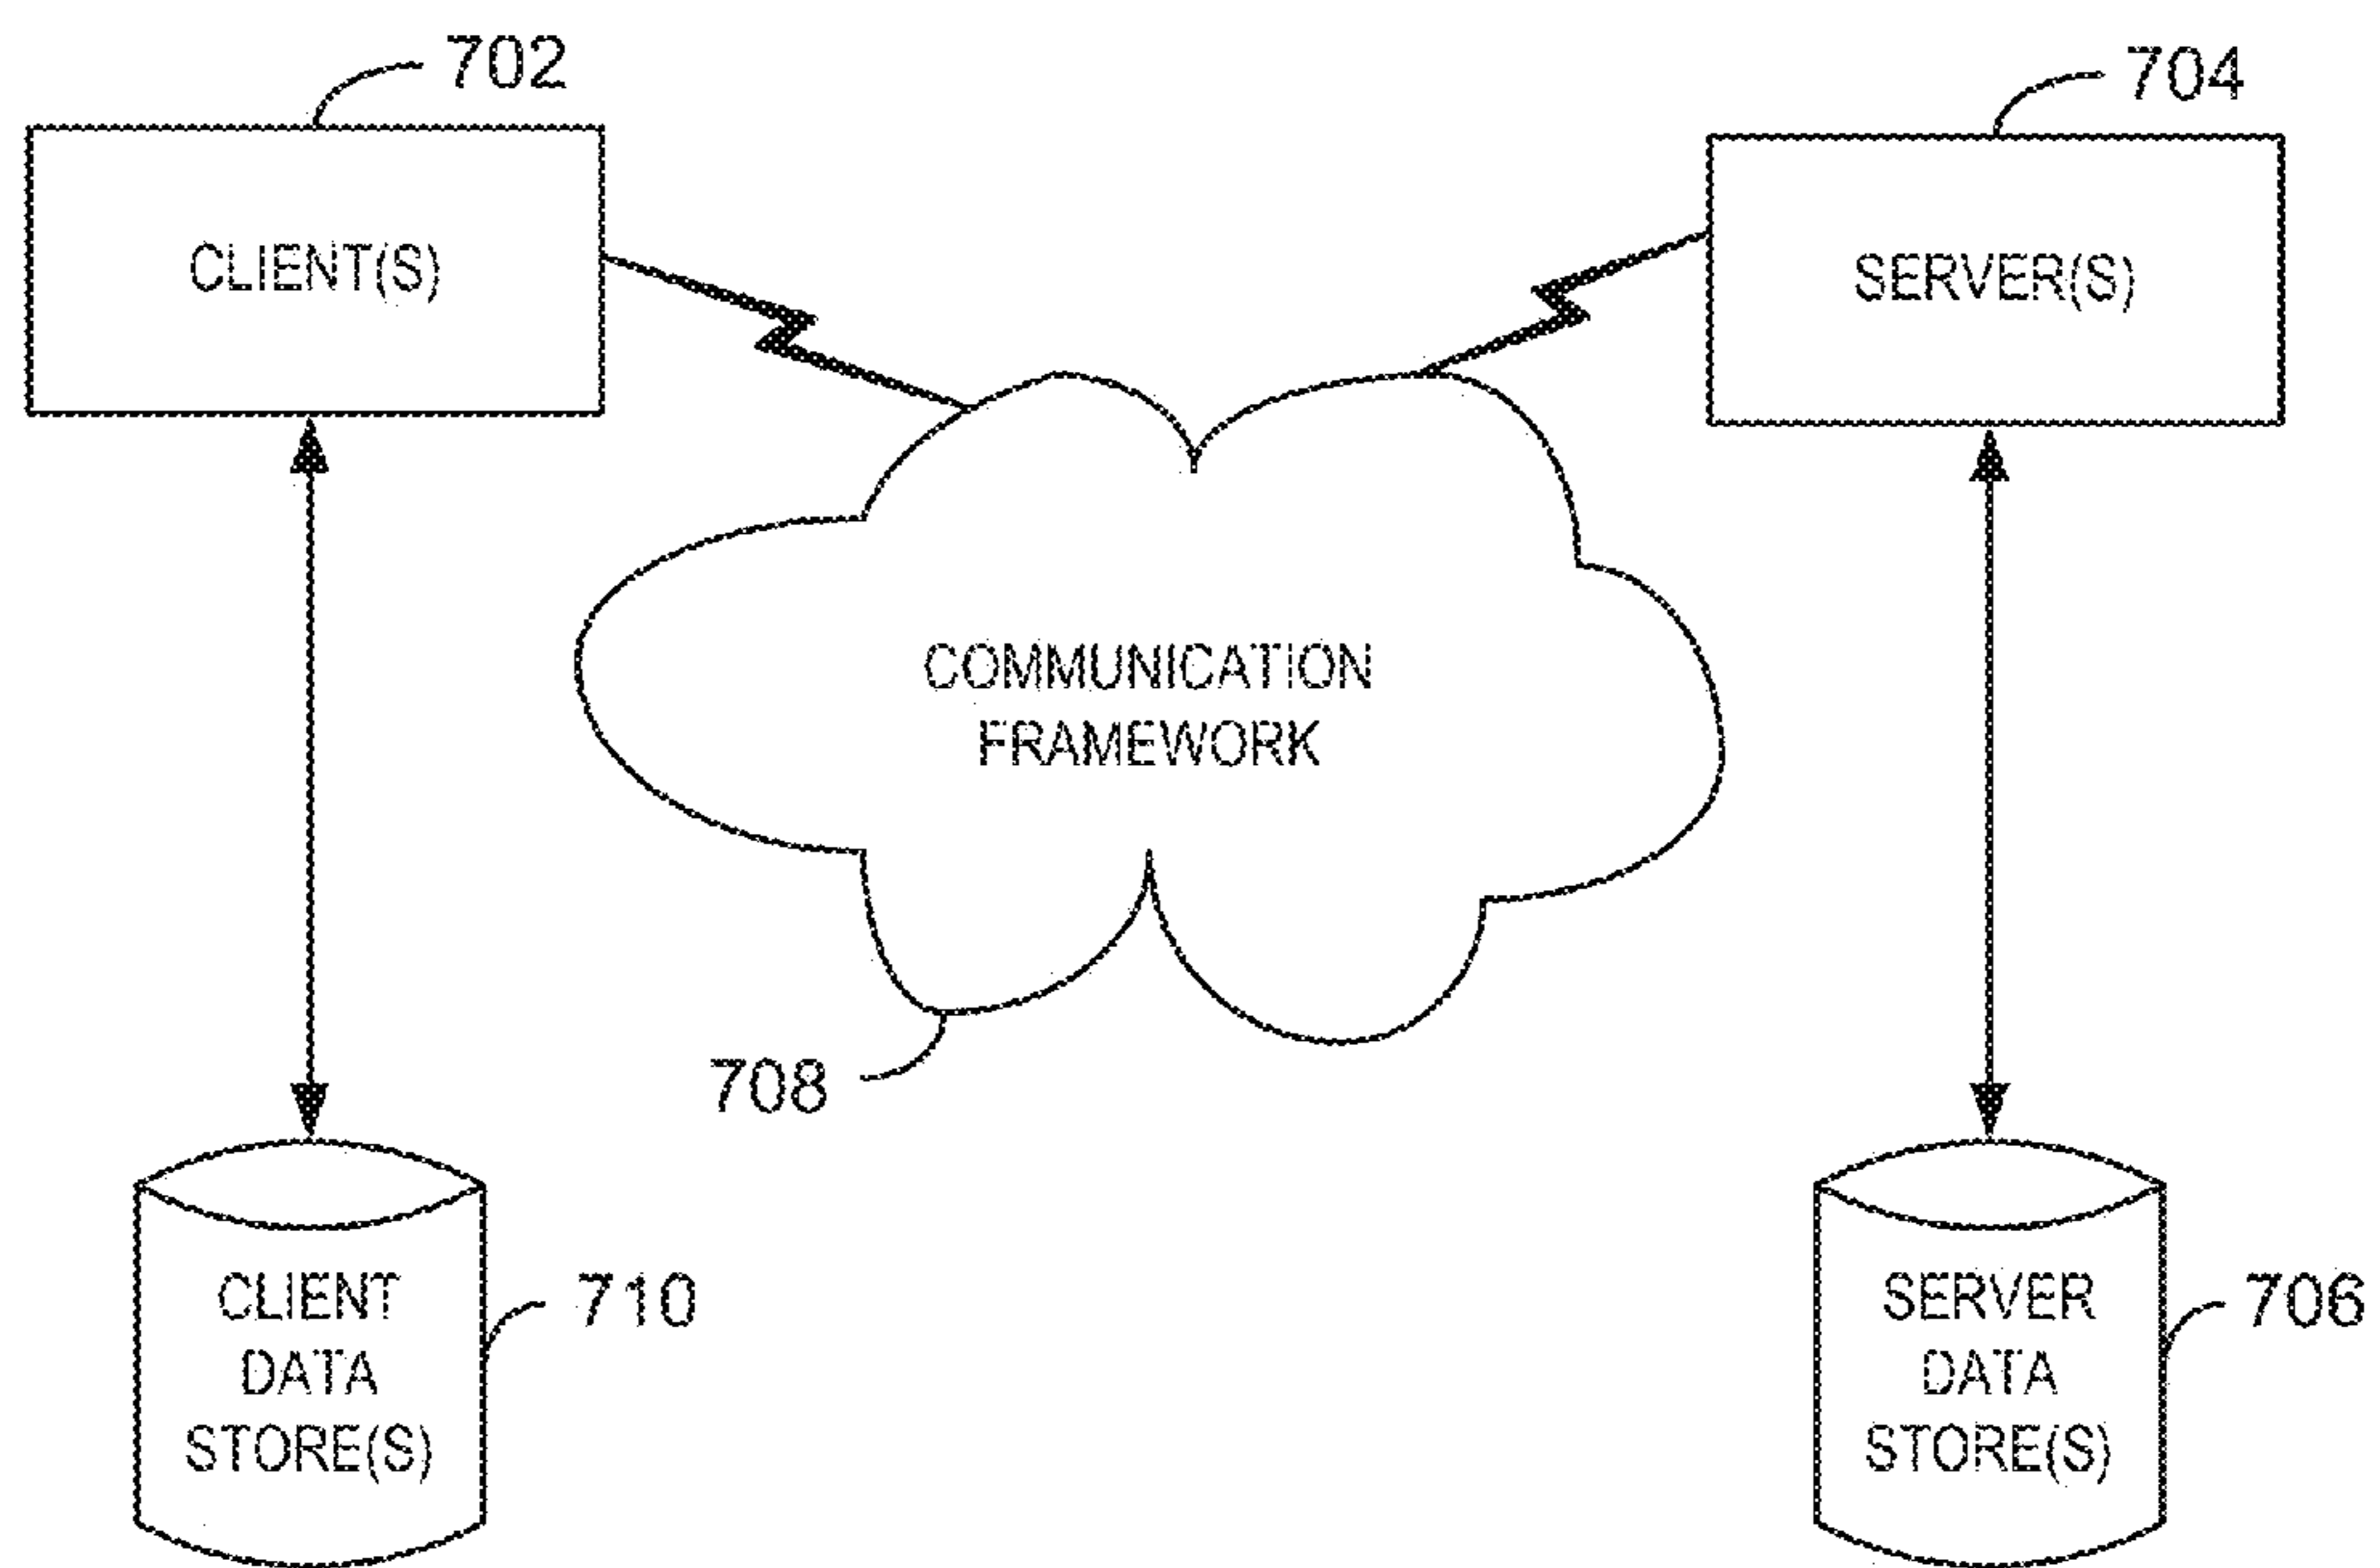 702
704
CLIENT(S)
SERVER(S)
COMMUNICATION
FRAMEWORK
708
CLIENT
DATA
STORE(S)
710
SERVER
DATA
STORE(S)
706